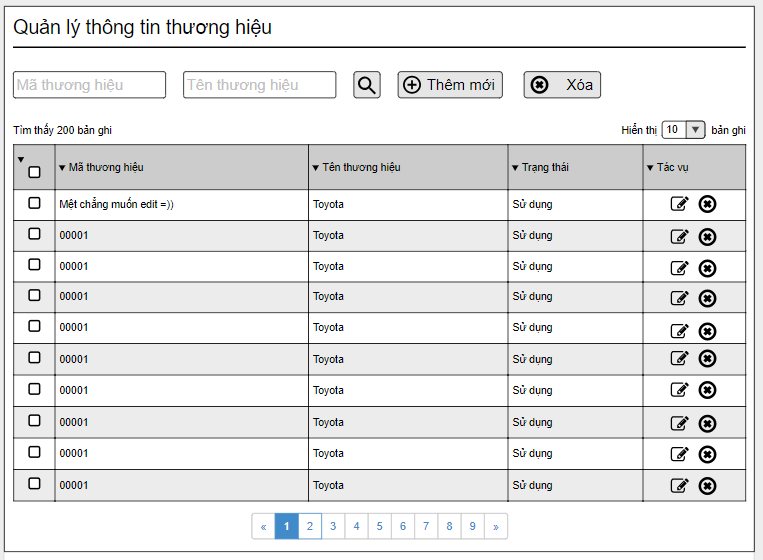 Quản lý thông tin thương hiệu
Mã thương hiệu Tên thương hiệu Thêm mới Xóa
Tìm thấy 200 bản ghi Hiển thị 10 bản ghi
Mã thương hiệu Tên thương hiệu Trạng thái Tác vụ
Mệt chẳng muốn edit =)) Toyota Sử dụng
00001 Toyota Sử dụng
00001 Toyota Sử dụng
00001 Toyota Sử dụng
00001 Toyota Sử dụng
00001 Toyota Sử dụng
00001 Toyota Sử dụng
00001 Toyota Sử dụng
00001 Toyota Sử dụng
00001 Toyota Sử dụng
« 1 2 3 4 5 6 7 8 9 »